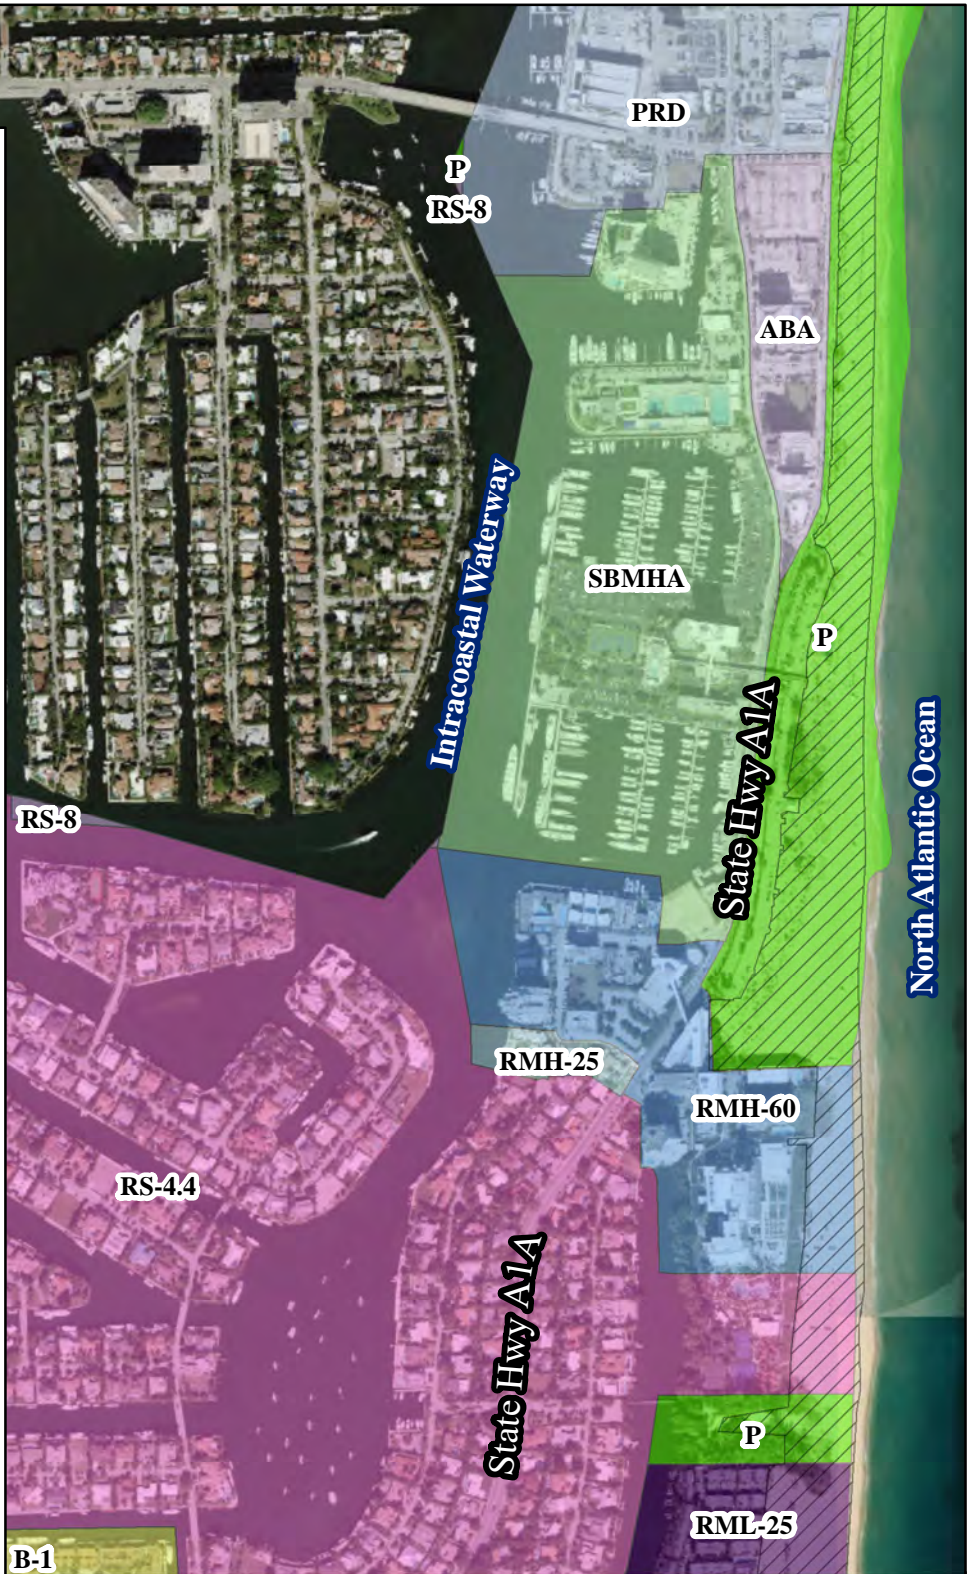 PRD
P
RS-8
ABA
Intracoastal Waterway
SBMHA
P
State Hwy A1A
North Atlantic Ocean
RS-8
RMH-25
RMH-60
RS-4.4
State Hwy A1A
P
RML-25
B-1